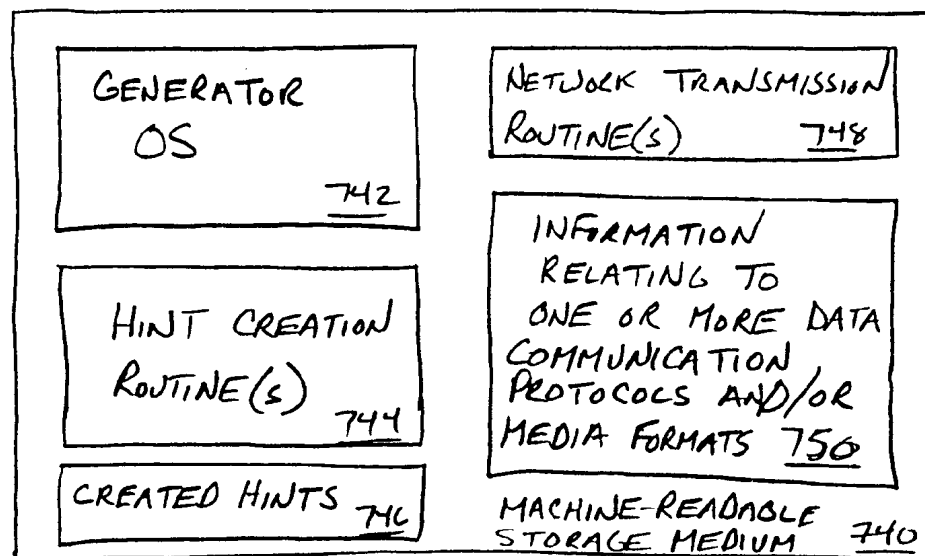 GENERATOR
OS
742
HINT CREATION
ROUTINE(S)
744
CREATED HINTS 746
NETWORK TRANSMISSION
ROUTINE(S) 748
INFORMATION
RELATING TO
ONE OR MORE DATA
COMMUNICATION
PROTOCOLS AND/OR
MEDIA FORMATS 750
MACHINE-READABLE
STORAGE MEDIUM 740